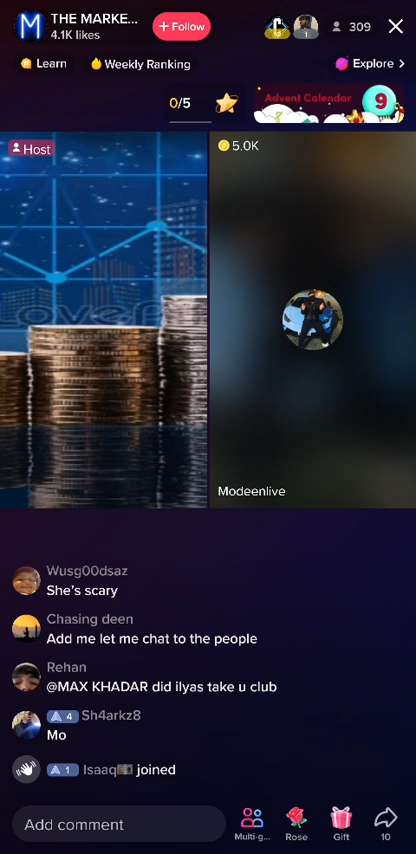 THE MARKE...
4.1K likes
+ Follow
309
Learn
Weekly Ranking
Explore >
0/5
Advent Calendar
9
Host
5.0K
Modeenlive
Wusg00dsaz
She's scary
Chasing deen
Add me let me chat to the people
Rehan
@MAX KHADAR did ilyas take u club
4 Sh4arkz8
Mo
1 Isaaq joined
Add comment
Multi-g...
Rose
Gift
10